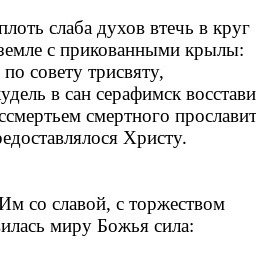 плоть слаба духов втечь в круг
земле с прикованными крылы:
по совету трисвяту,
удель в сан серафимск восстави
ссмертьем смертного прославит
редоставлялося Христу.
Им со славой, с торжеством
илась миру Божья сила: